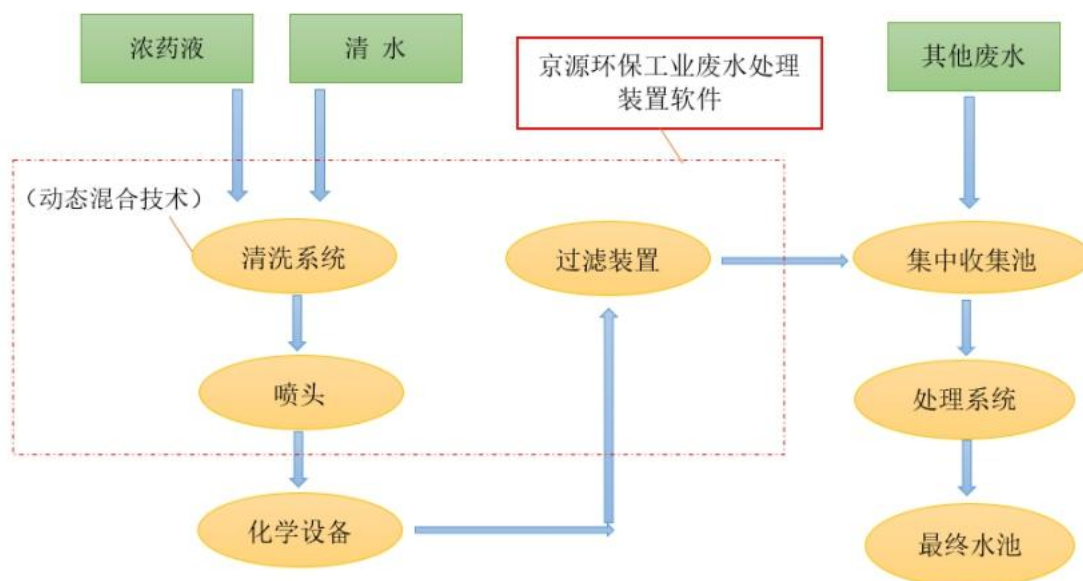 浓药液
清 水
京源环保工业废水处理
装置软件
其他废水
（动态混合技术）
清洗系统
过滤装置
集中收集池
喷头
处理系统
化学设备
最终水池